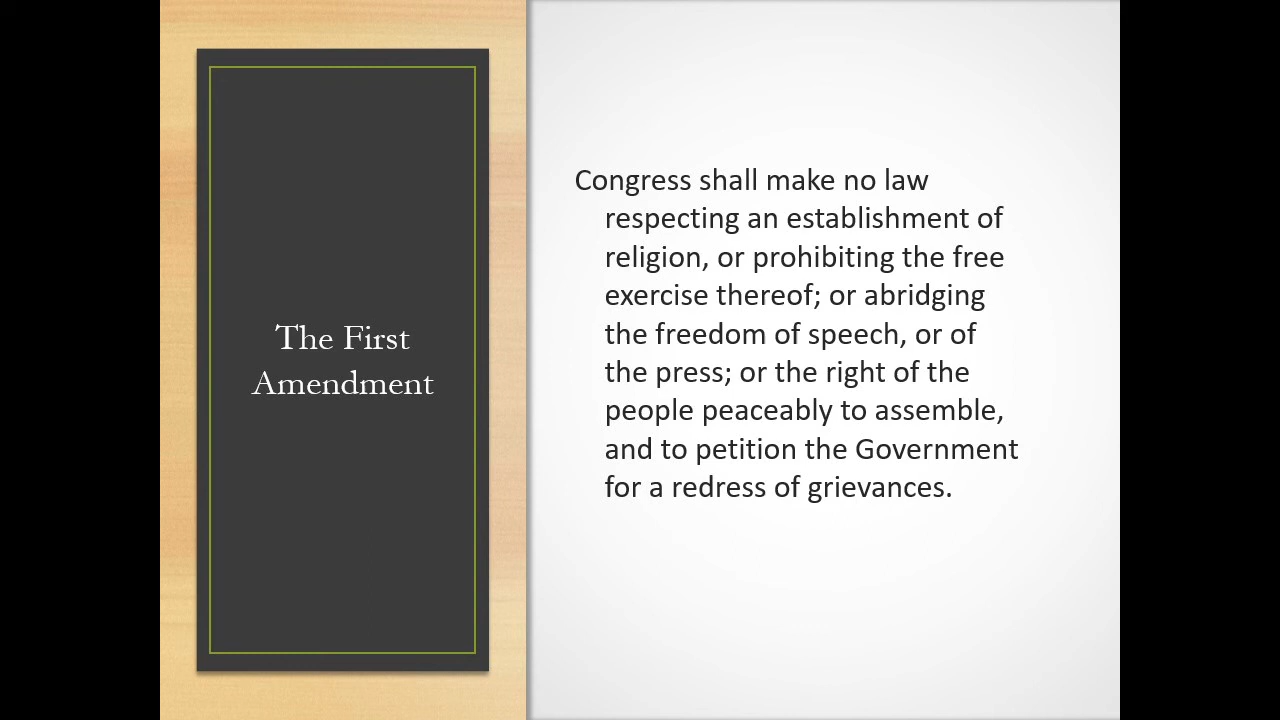 The First
Amendment
Congress shall make no law
respecting an establishment of
religion, or prohibiting the free
exercise thereof; or abridging
the freedom of speech, or of
the press; or the right of the
people peaceably to assemble,
and to petition the Government
for a redress of grievances.